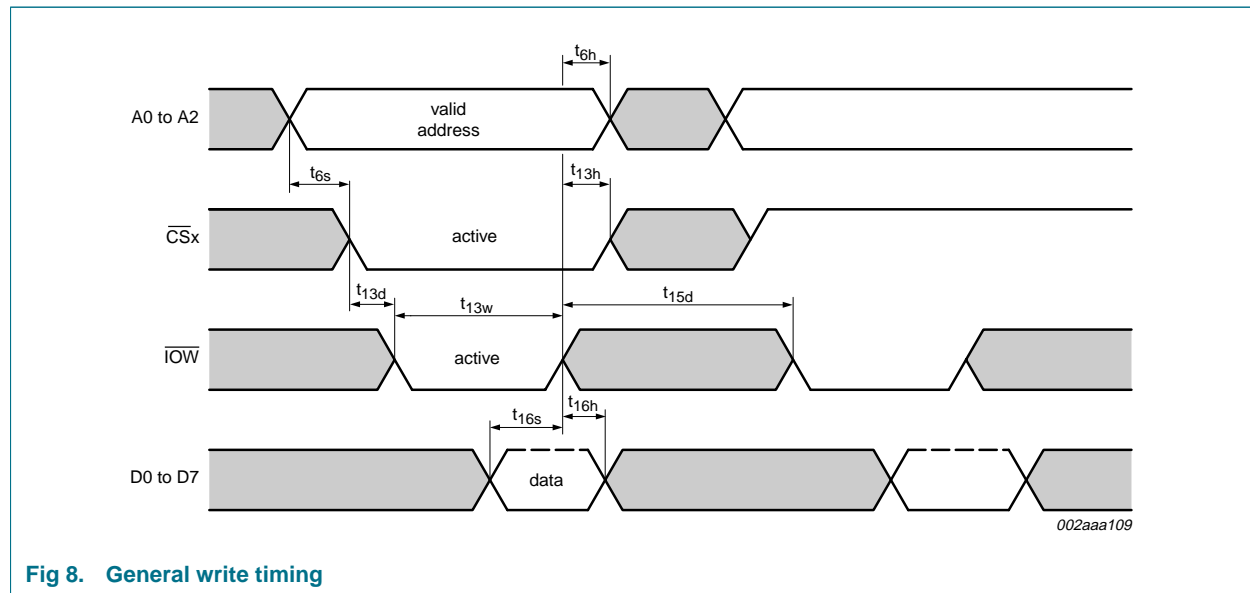 t6h
A0 to A2
valid
address
t6s
t13h
CSx
active
t13d
t13w
t15d
IOW
active
t16s
t16h
D0 to D7
data
002aaa109
Fig 8. General write timing